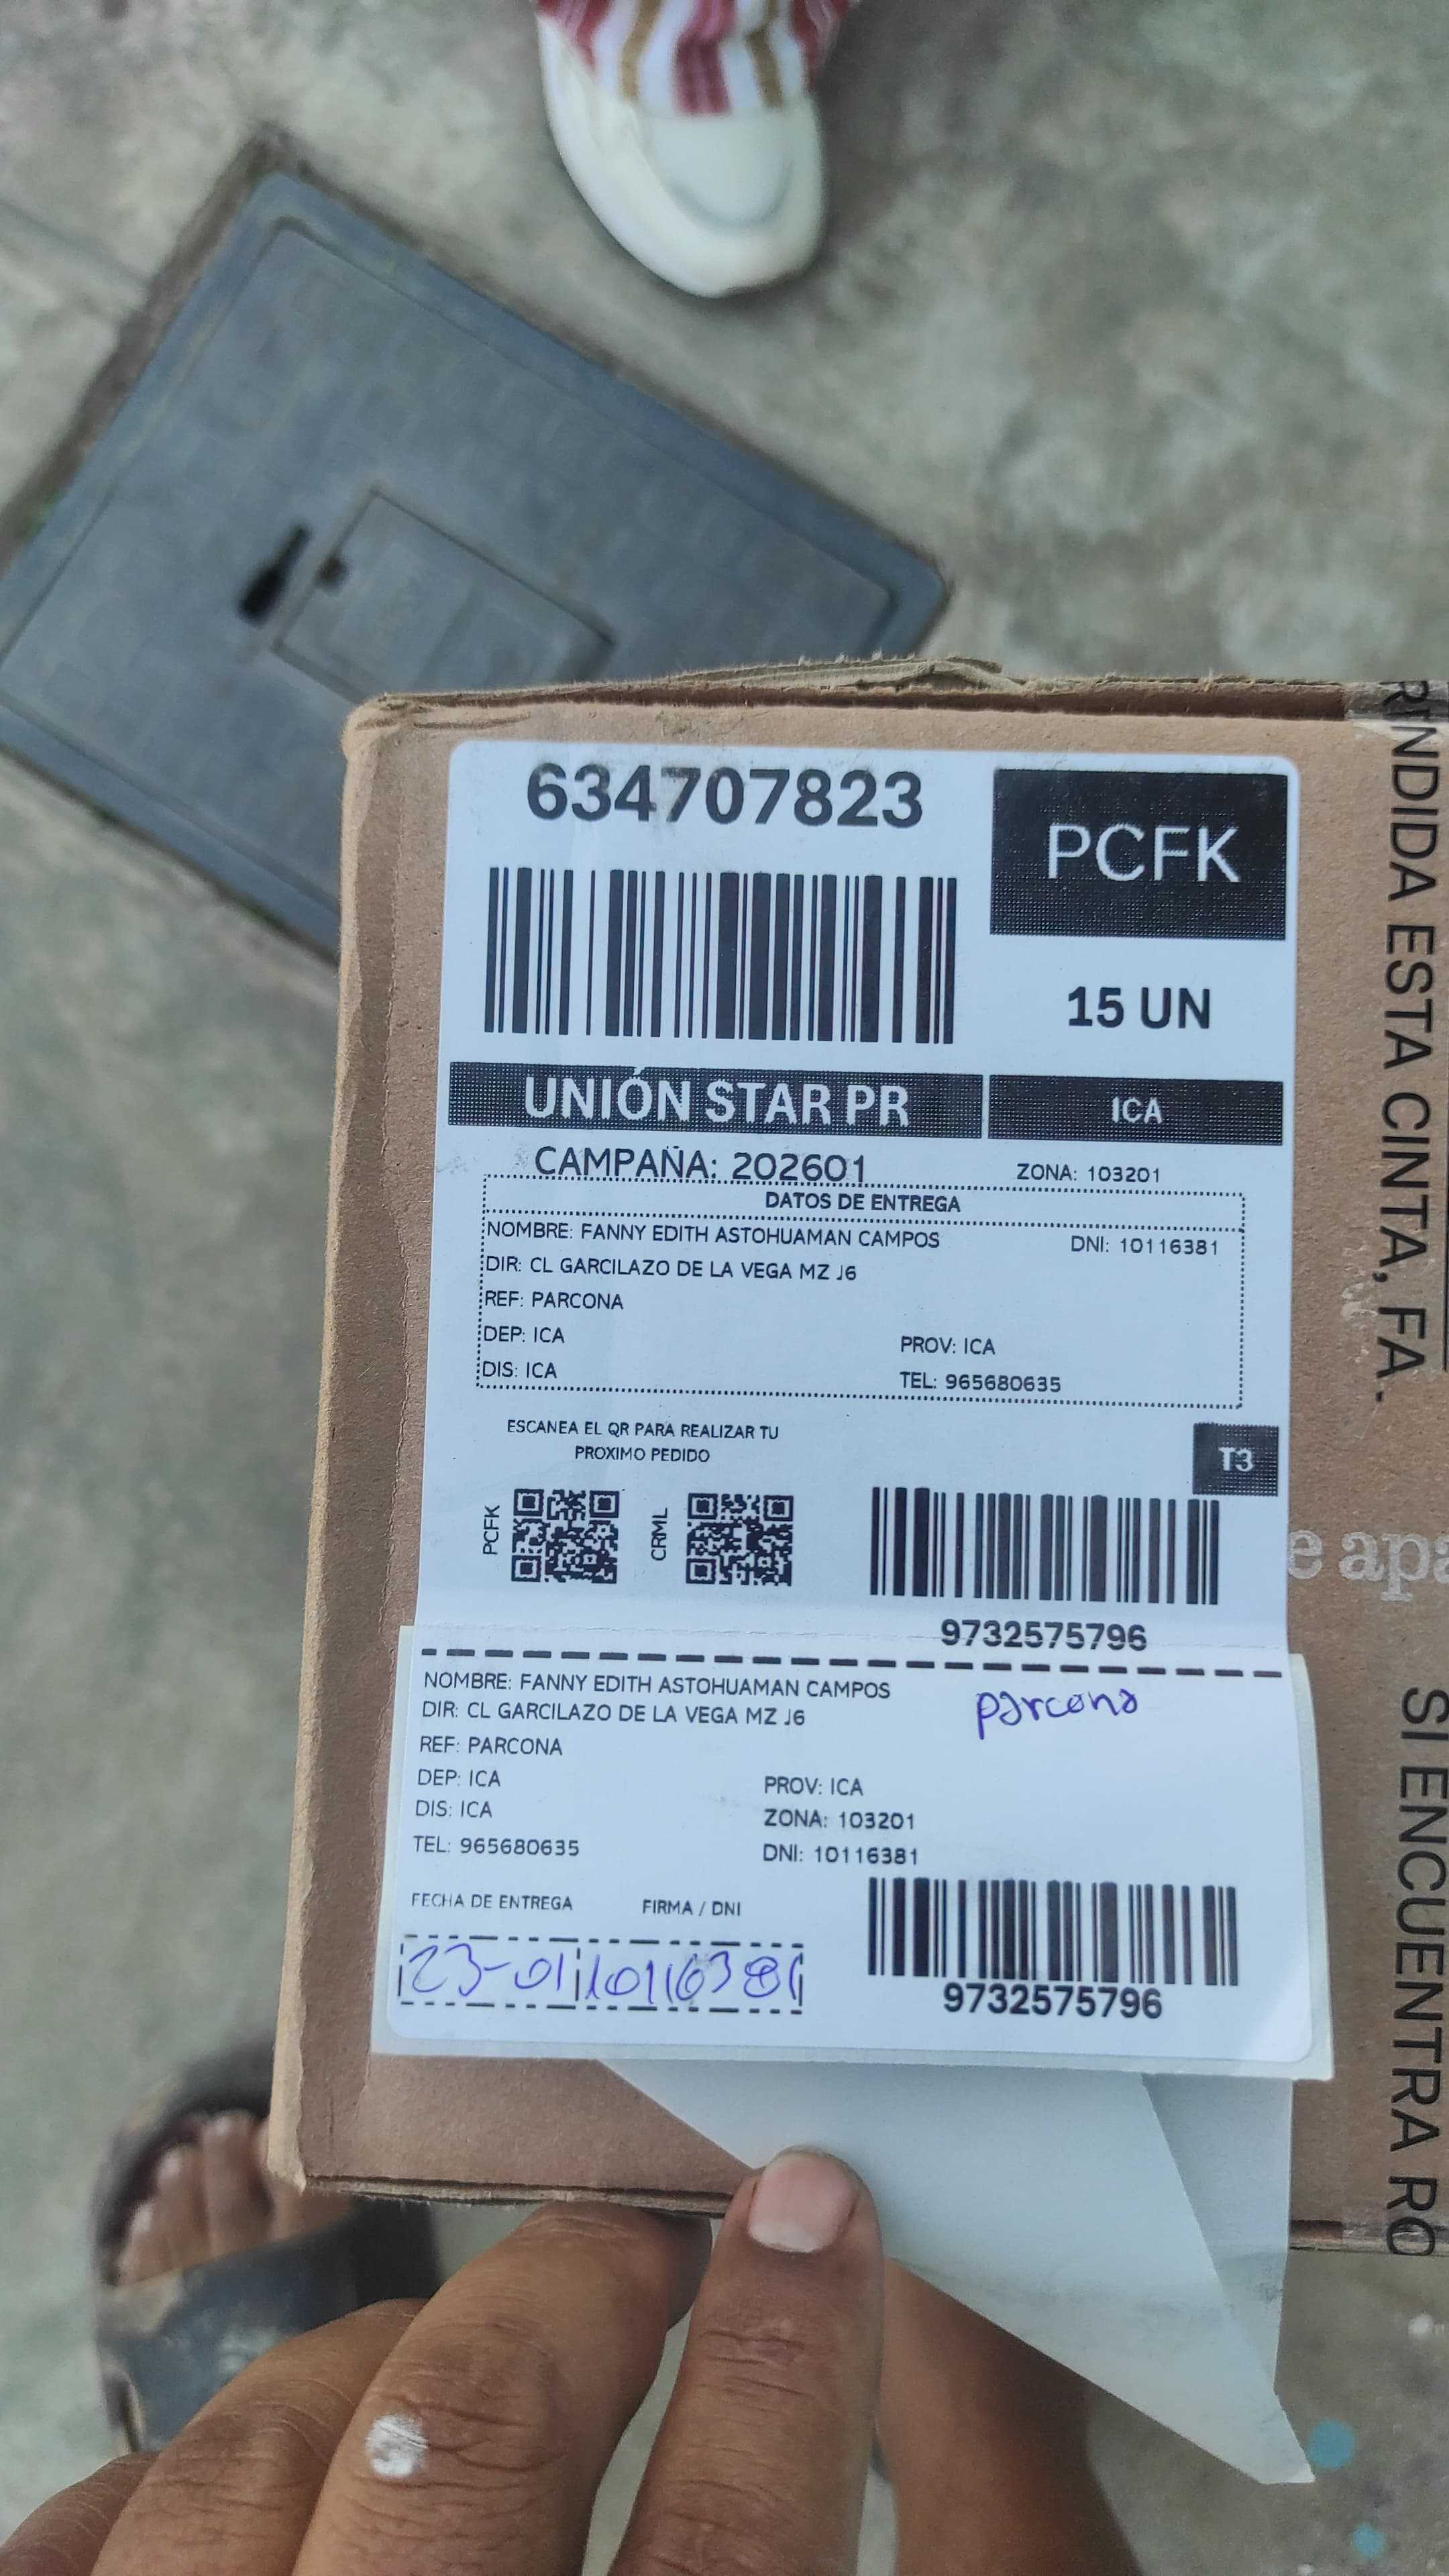 634707823
PCFK
15 UN
UNIÓN STAR PR
ICA
CAMPAÑA: 202601
ZONA: 103201
DATOS DE ENTREGA
NOMBRE: FANNY EDITH ASTOHUAMAN CAMPOS
DNI: 10116381
DIR: CL GARCILAZO DE LA VEGA MZ J6
REF: PARCONA
DEP: ICA
PROV: ICA
DIS: ICA
TEL: 965680635
ESCANEA EL QR PARA REALIZAR TU
PROXIMO PEDIDO
T3
PCFK
CRML
9732575796
NOMBRE: FANNY EDITH ASTOHUAMAN CAMPOS
parcona
DIR: CL GARCILAZO DE LA VEGA MZ J6
REF: PARCONA
DEP: ICA
PROV: ICA
DIS: ICA
ZONA: 103201
TEL: 965680635
DNI: 10116381
FECHA DE ENTREGA
FIRMA / DNI
23-01
10116381
9732575796
NDIDA ESTA CINTA, FA
SI ENCUENTRA RO
e apa